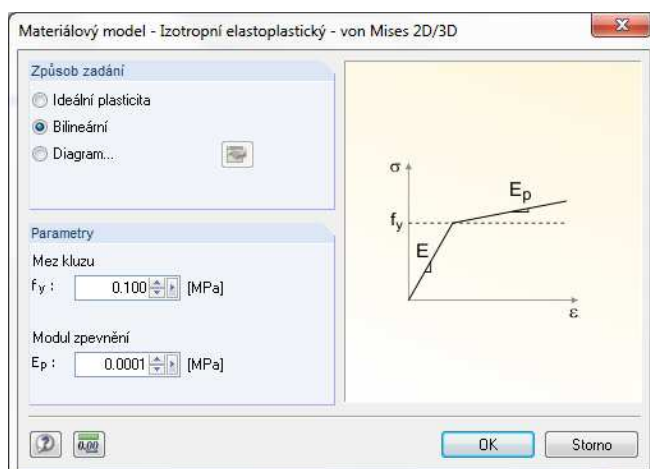 Materiálový model - Izotropní elastoplastický - von Mises 2D/3D
Způsob zadání
Ideální plasticita
Bilineární
Diagram...
Parametry
Mez kluzu
fy : 0.100 [MPa]
Modul zpevnění
Ep : 0.0001 [MPa]
σ
Ep
fy
E
ε
0.00
OK
Storno